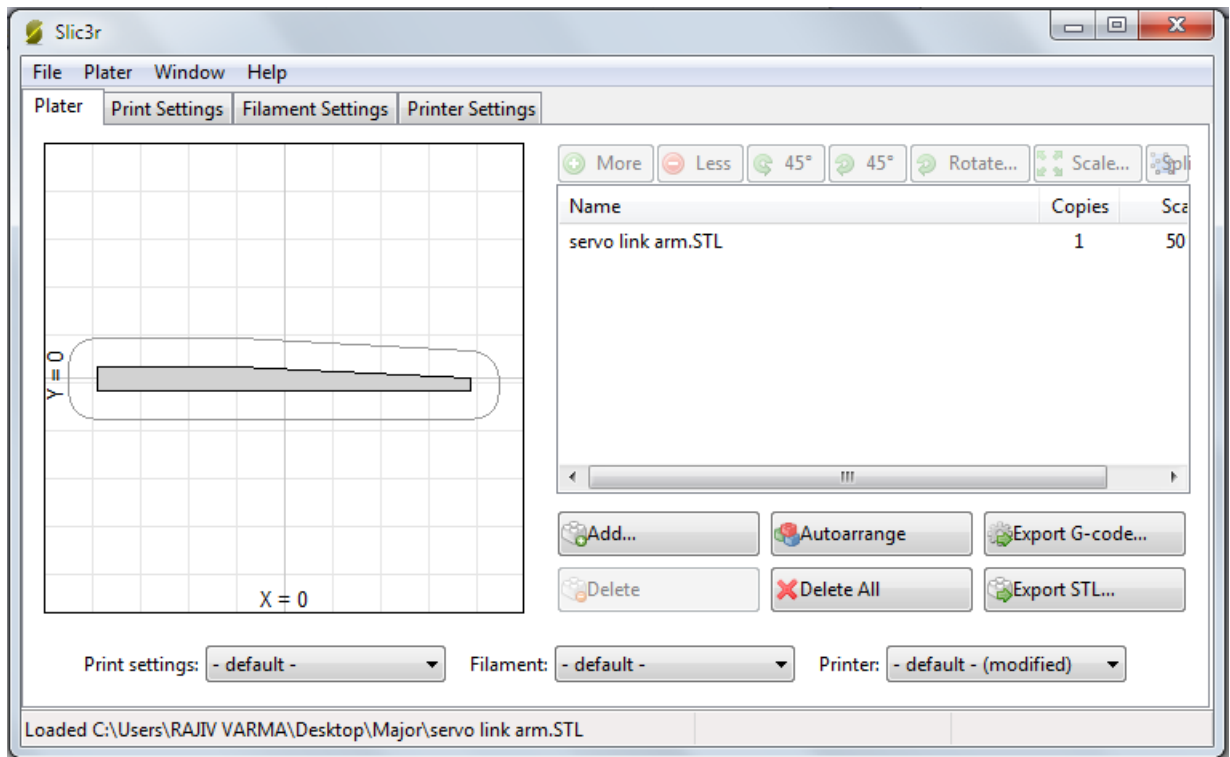 Slic3r
File Plater Window Help
Plater Print Settings Filament Settings Printer Settings
More Less 45° 45° Rotate... Scale... Spli
Name Copies Sca
servo link arm.STL 1 50
Y = 0
X = 0
Add... Autoarrange Export G-code...
Delete Delete All Export STL...
Print settings: - default - Filament: - default - Printer: - default - (modified)
Loaded C:\Users\RAJIV VARMA\Desktop\Major\servo link arm.STL